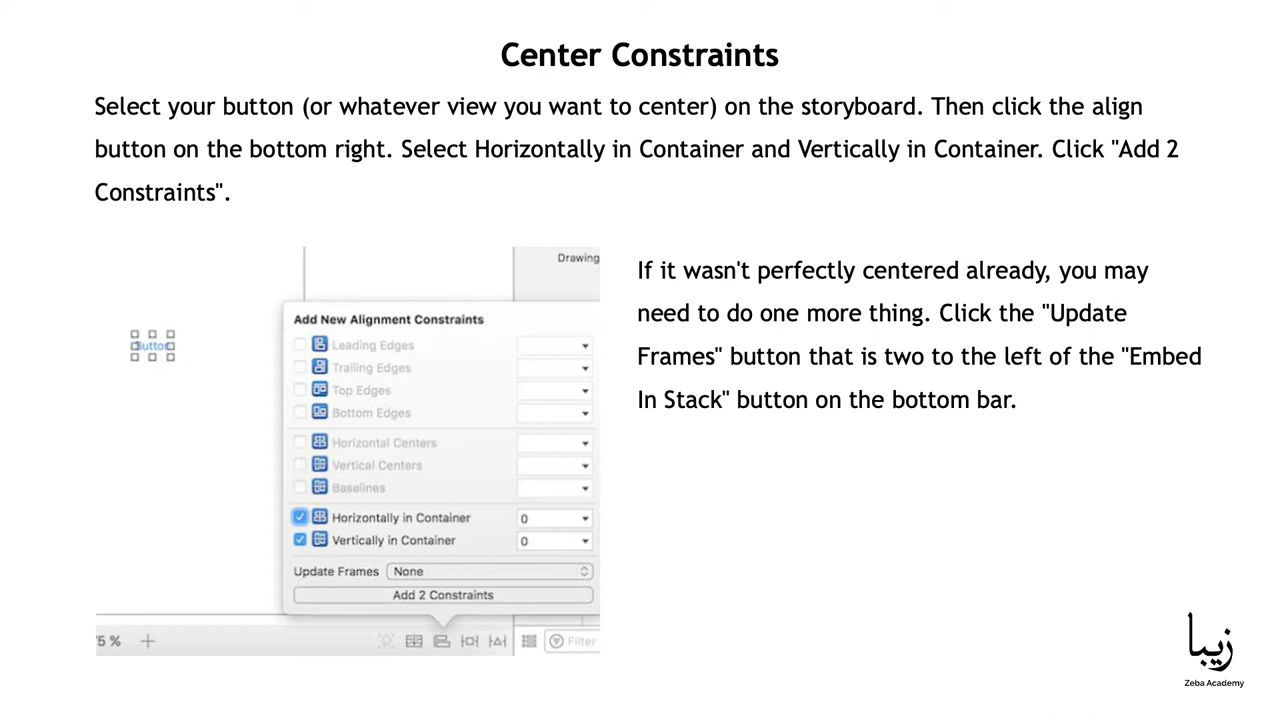 Center Constraints
Select your button (or whatever view you want to center) on the storyboard. Then click the align
button on the bottom right. Select Horizontally in Container and Vertically in Container. Click "Add 2
Constraints".
If it wasn't perfectly centered already, you may
need to do one more thing. Click the "Update
Frames" button that is two to the left of the "Embed
In Stack" button on the bottom bar.
Drawing
Button
Add New Alignment Constraints
Leading Edges
Trailing Edges
Top Edges
Bottom Edges
Horizontal Centers
Vertical Centers
Baselines
Horizontally in Container 0
Vertically in Container 0
Update Frames None
Add 2 Constraints
5 %
Filter
زيبا
Zeba Academy